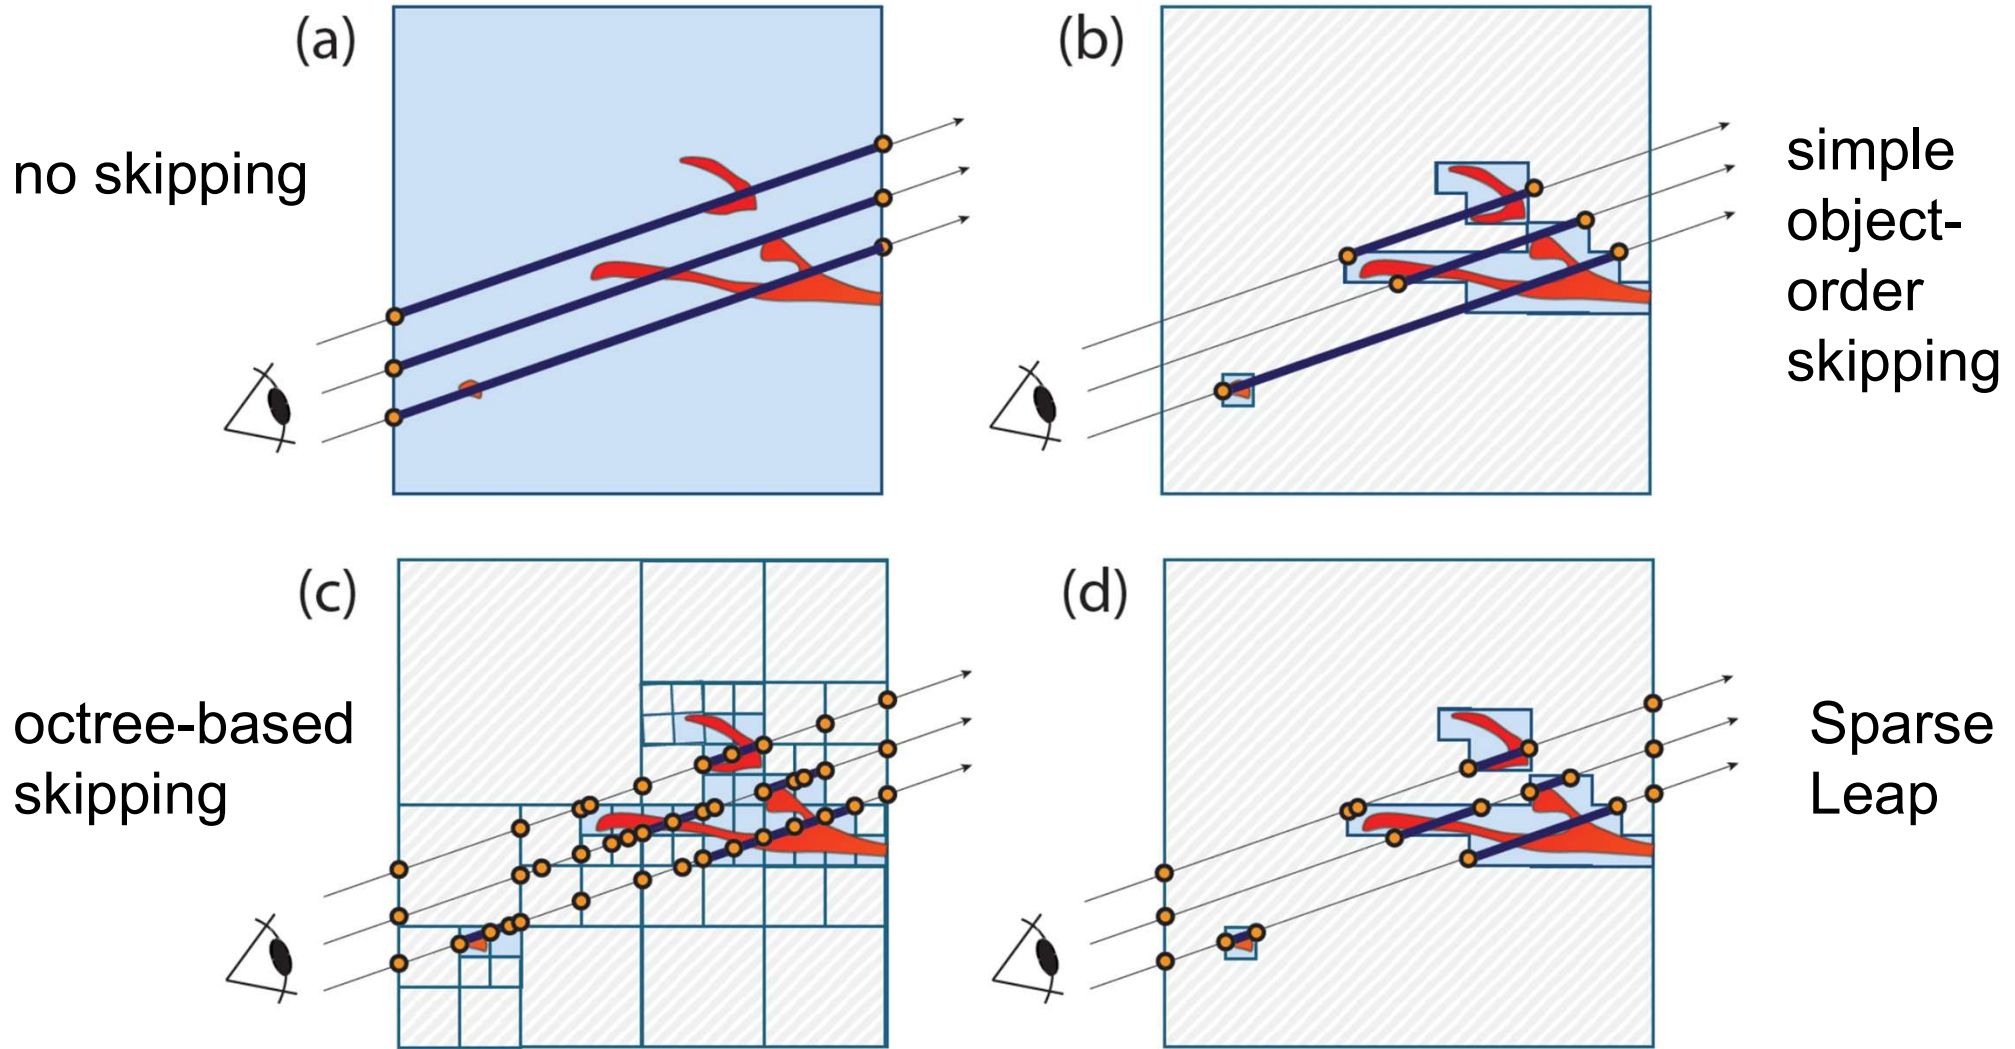 (a)
no skipping
(b)
simple
object-
order
skipping
(c)
octree-based
skipping
(d)
Sparse
Leap